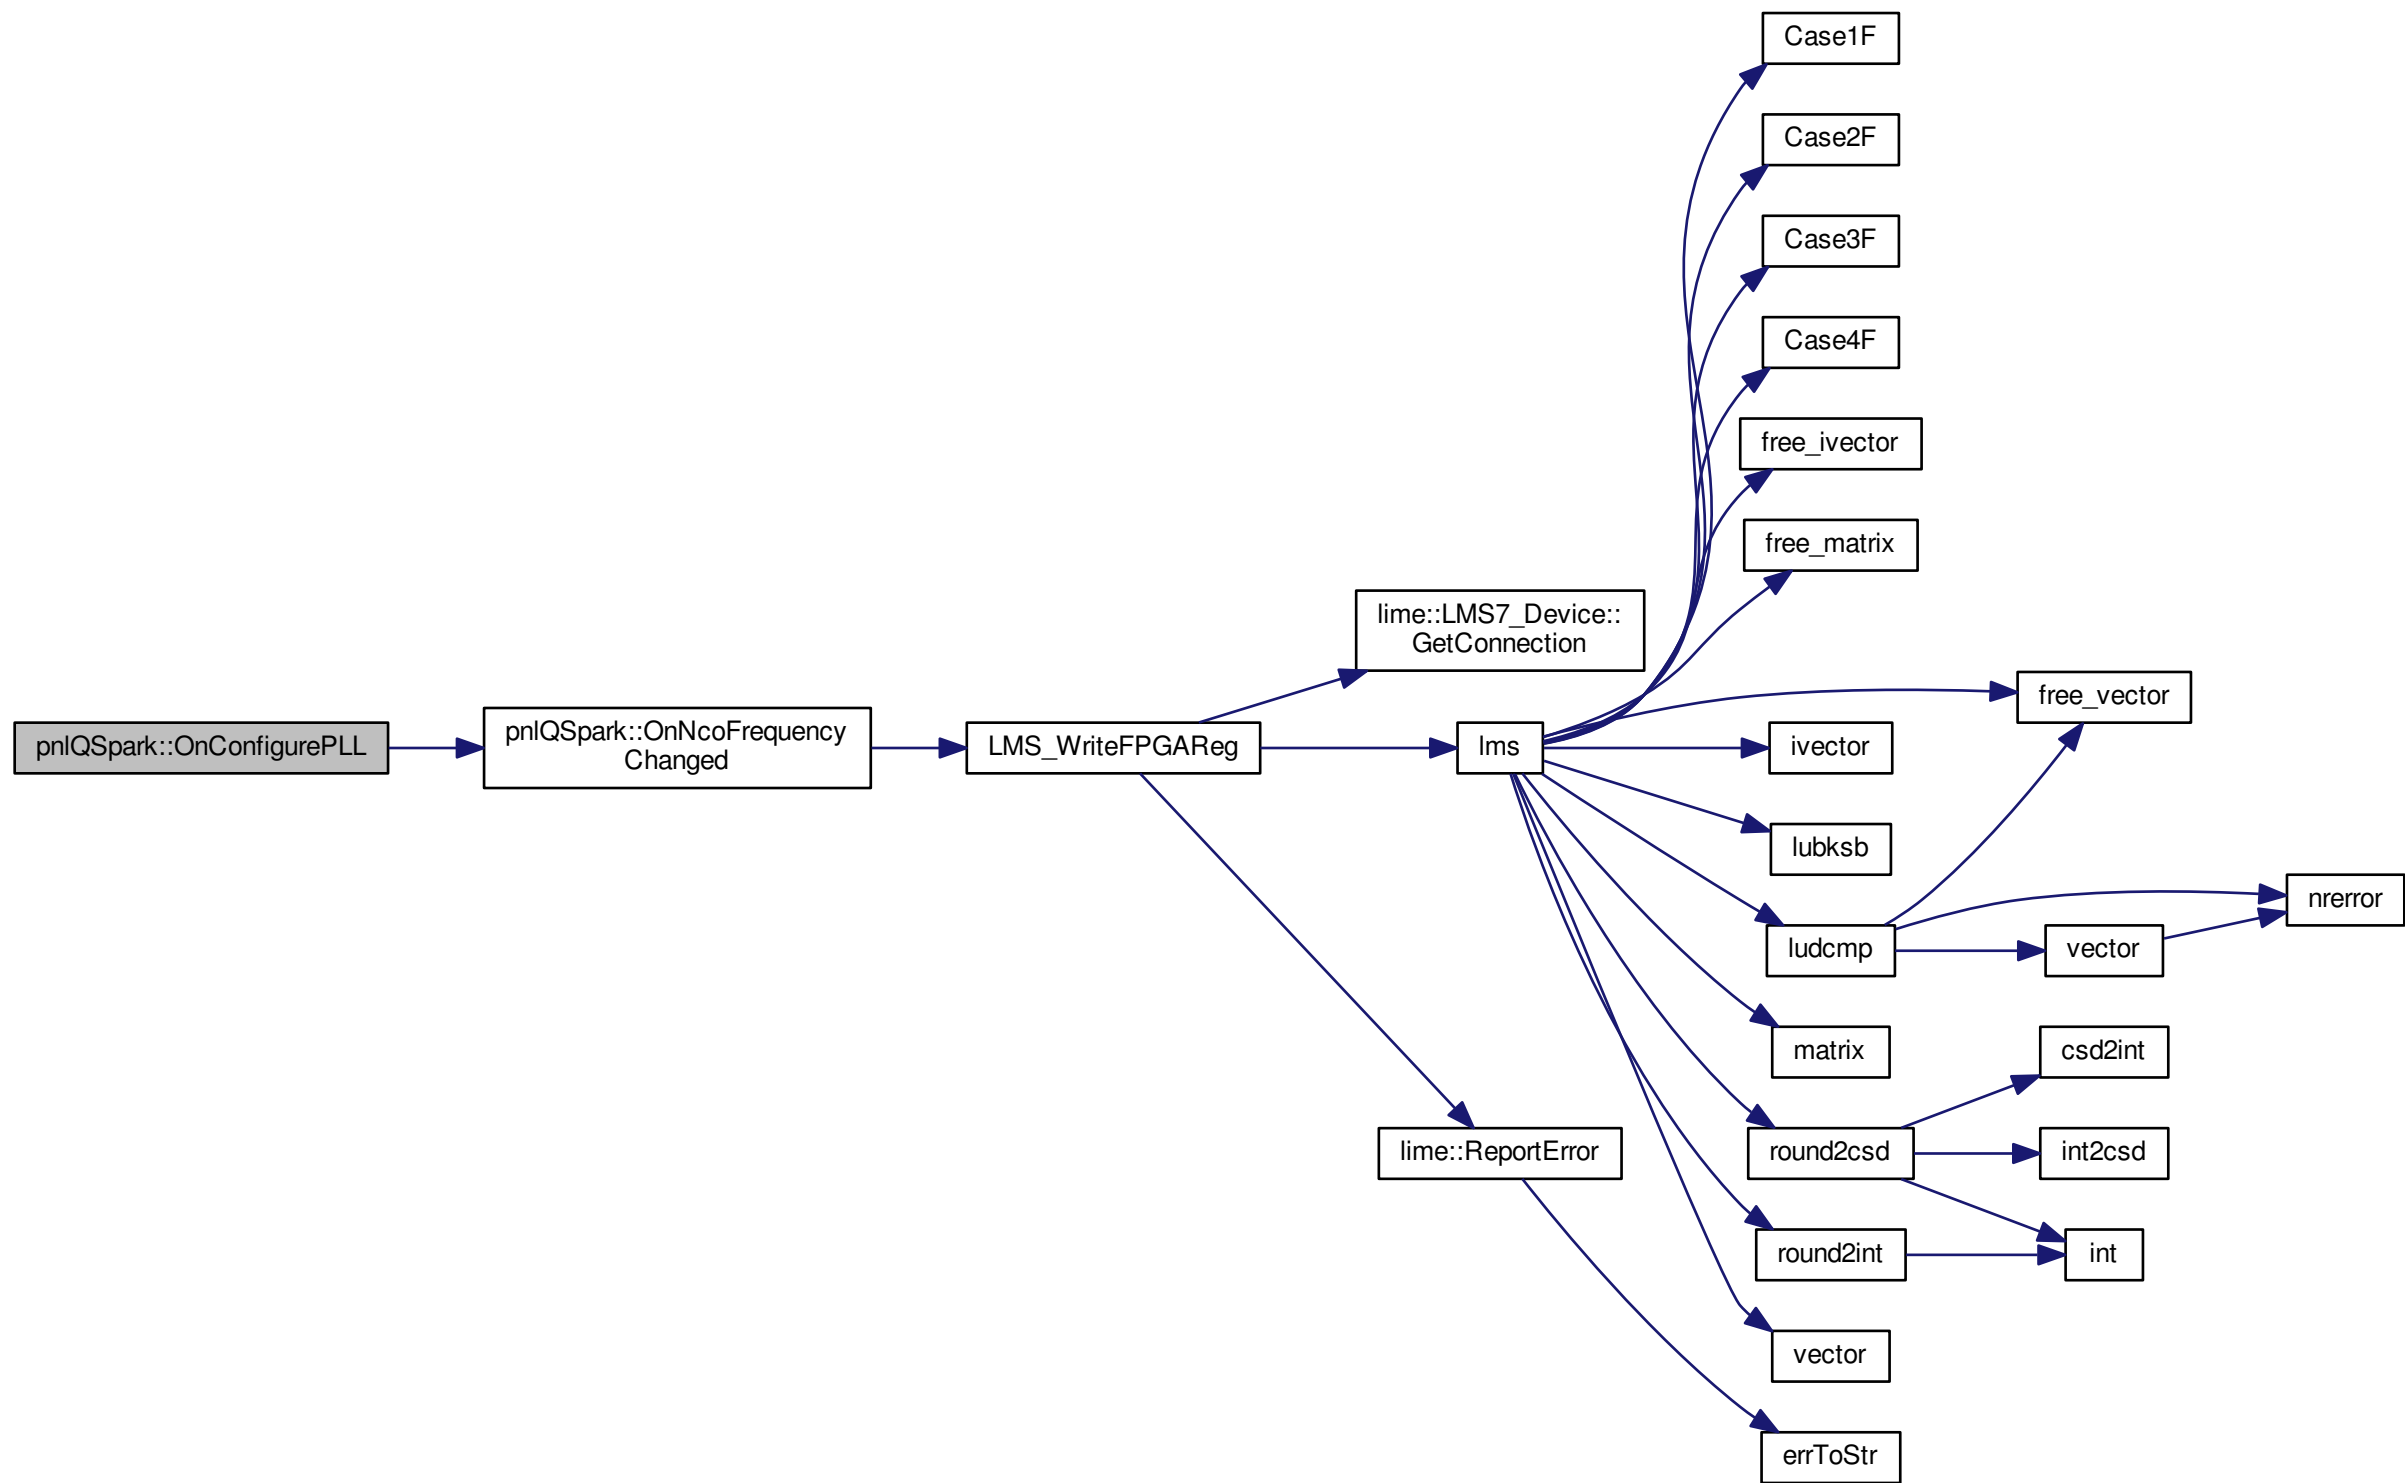 Case1F
Case2F
Case3F
Case4F
free_ivector
free_matrix
lime::LMS7_Device::
GetConnection
free_vector
pnlQSpark::OnConfigurePLL
pnlQSpark::OnNcoFrequency
Changed
LMS_WriteFPGAReg
lms
ivector
lubksb
nrerror
ludcmp
vector
matrix
csd2int
lime::ReportError
round2csd
int2csd
round2int
int
vector
errToStr